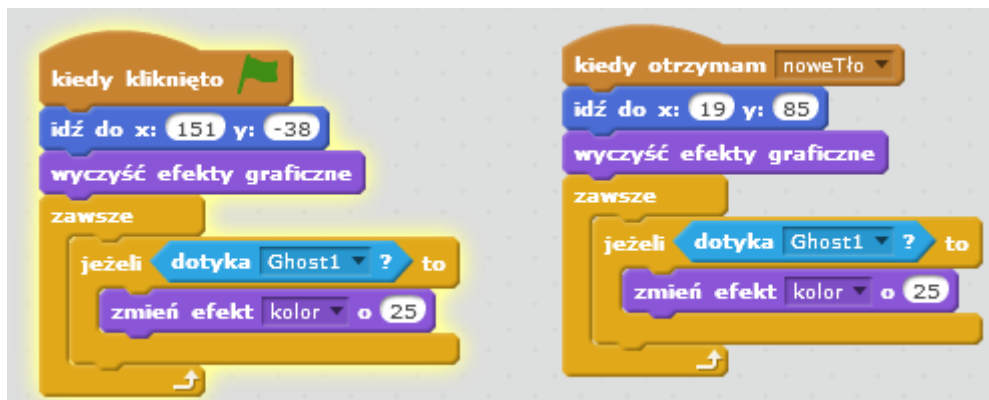 kiedy kliknięto
idź do x: 151 y: -38
wyczyść efekty graficzne
zawsze
jeżeli dotyka Ghost1 ? to
zmień efekt kolor o 25
kiedy otrzymam noweTło
idź do x: 19 y: 85
wyczyść efekty graficzne
zawsze
jeżeli dotyka Ghost1 ? to
zmień efekt kolor o 25